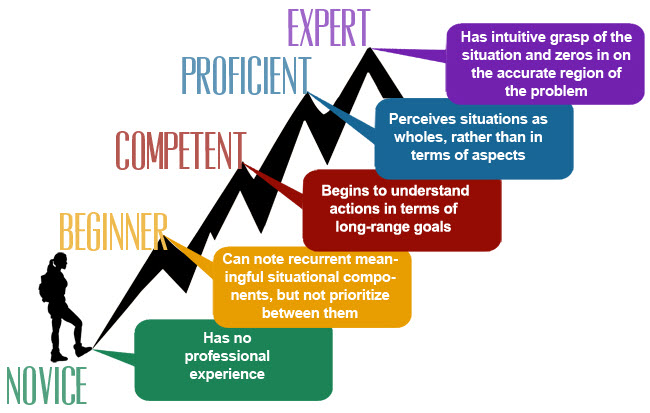 EXPERT
Has intuitive grasp of the
situation and zeros in on
the accurate region of
the problem
PROFICIENT
Perceives situations as
wholes, rather than in
terms of aspects
COMPETENT
Begins to understand
actions in terms of
long-range goals
BEGINNER
Can note recurrent mean-
ingful situational compo-
nents, but not prioritize
between them
NOVICE
Has no
professional
experience